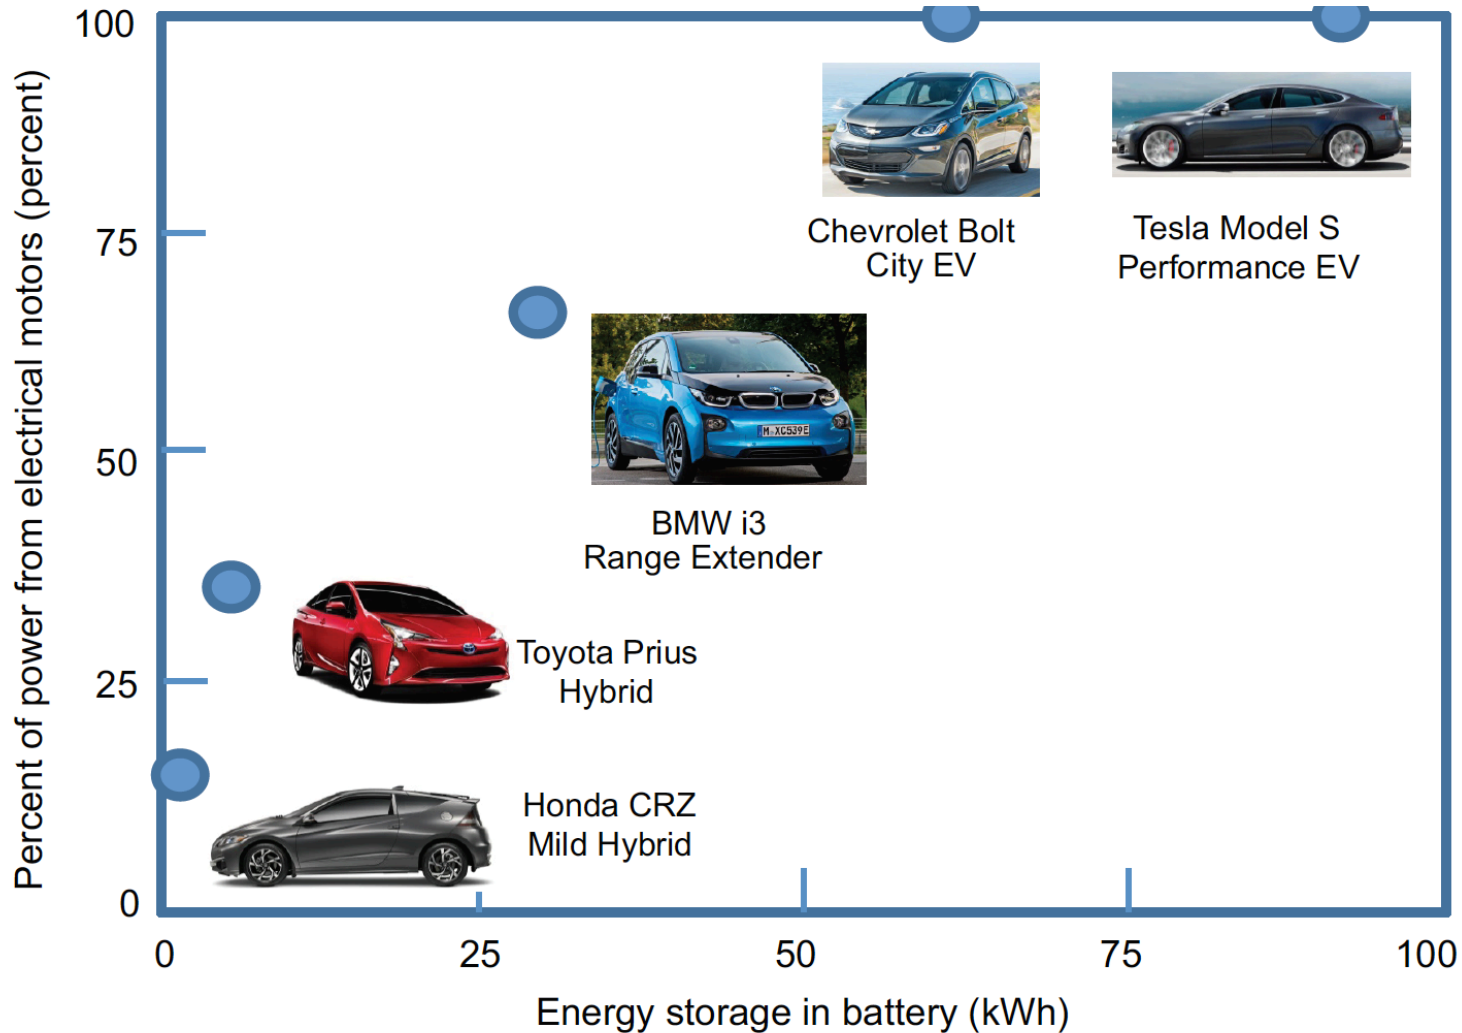 100
75
50
25
0
Percent of power from electrical motors (percent)
Chevrolet Bolt
City EV
Tesla Model S
Performance EV
M XC539E
BMW i3
Range Extender
Toyota Prius
Hybrid
Honda CRZ
Mild Hybrid
0
25
50
75
100
Energy storage in battery (kWh)